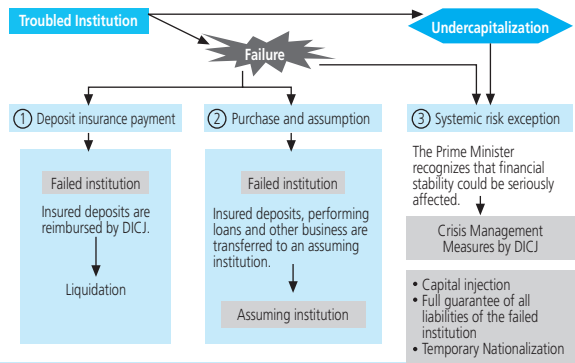 Troubled Institution
Undercapitalization
Failure
1 Deposit insurance payment
Failed institution
Insured deposits are
reimbursed by DICJ.
Liquidation
2 Purchase and assumption
Failed institution
Insured deposits, performing
loans and other business are
transferred to an assuming
institution.
Assuming institution
3 Systemic risk exception
The Prime Minister
recognizes that financial
stability could be seriously
affected.
Crisis Management
Measures by DICJ
• Capital injection
• Full guarantee of all
liabilities of the failed
institution
• Temporary Nationalization